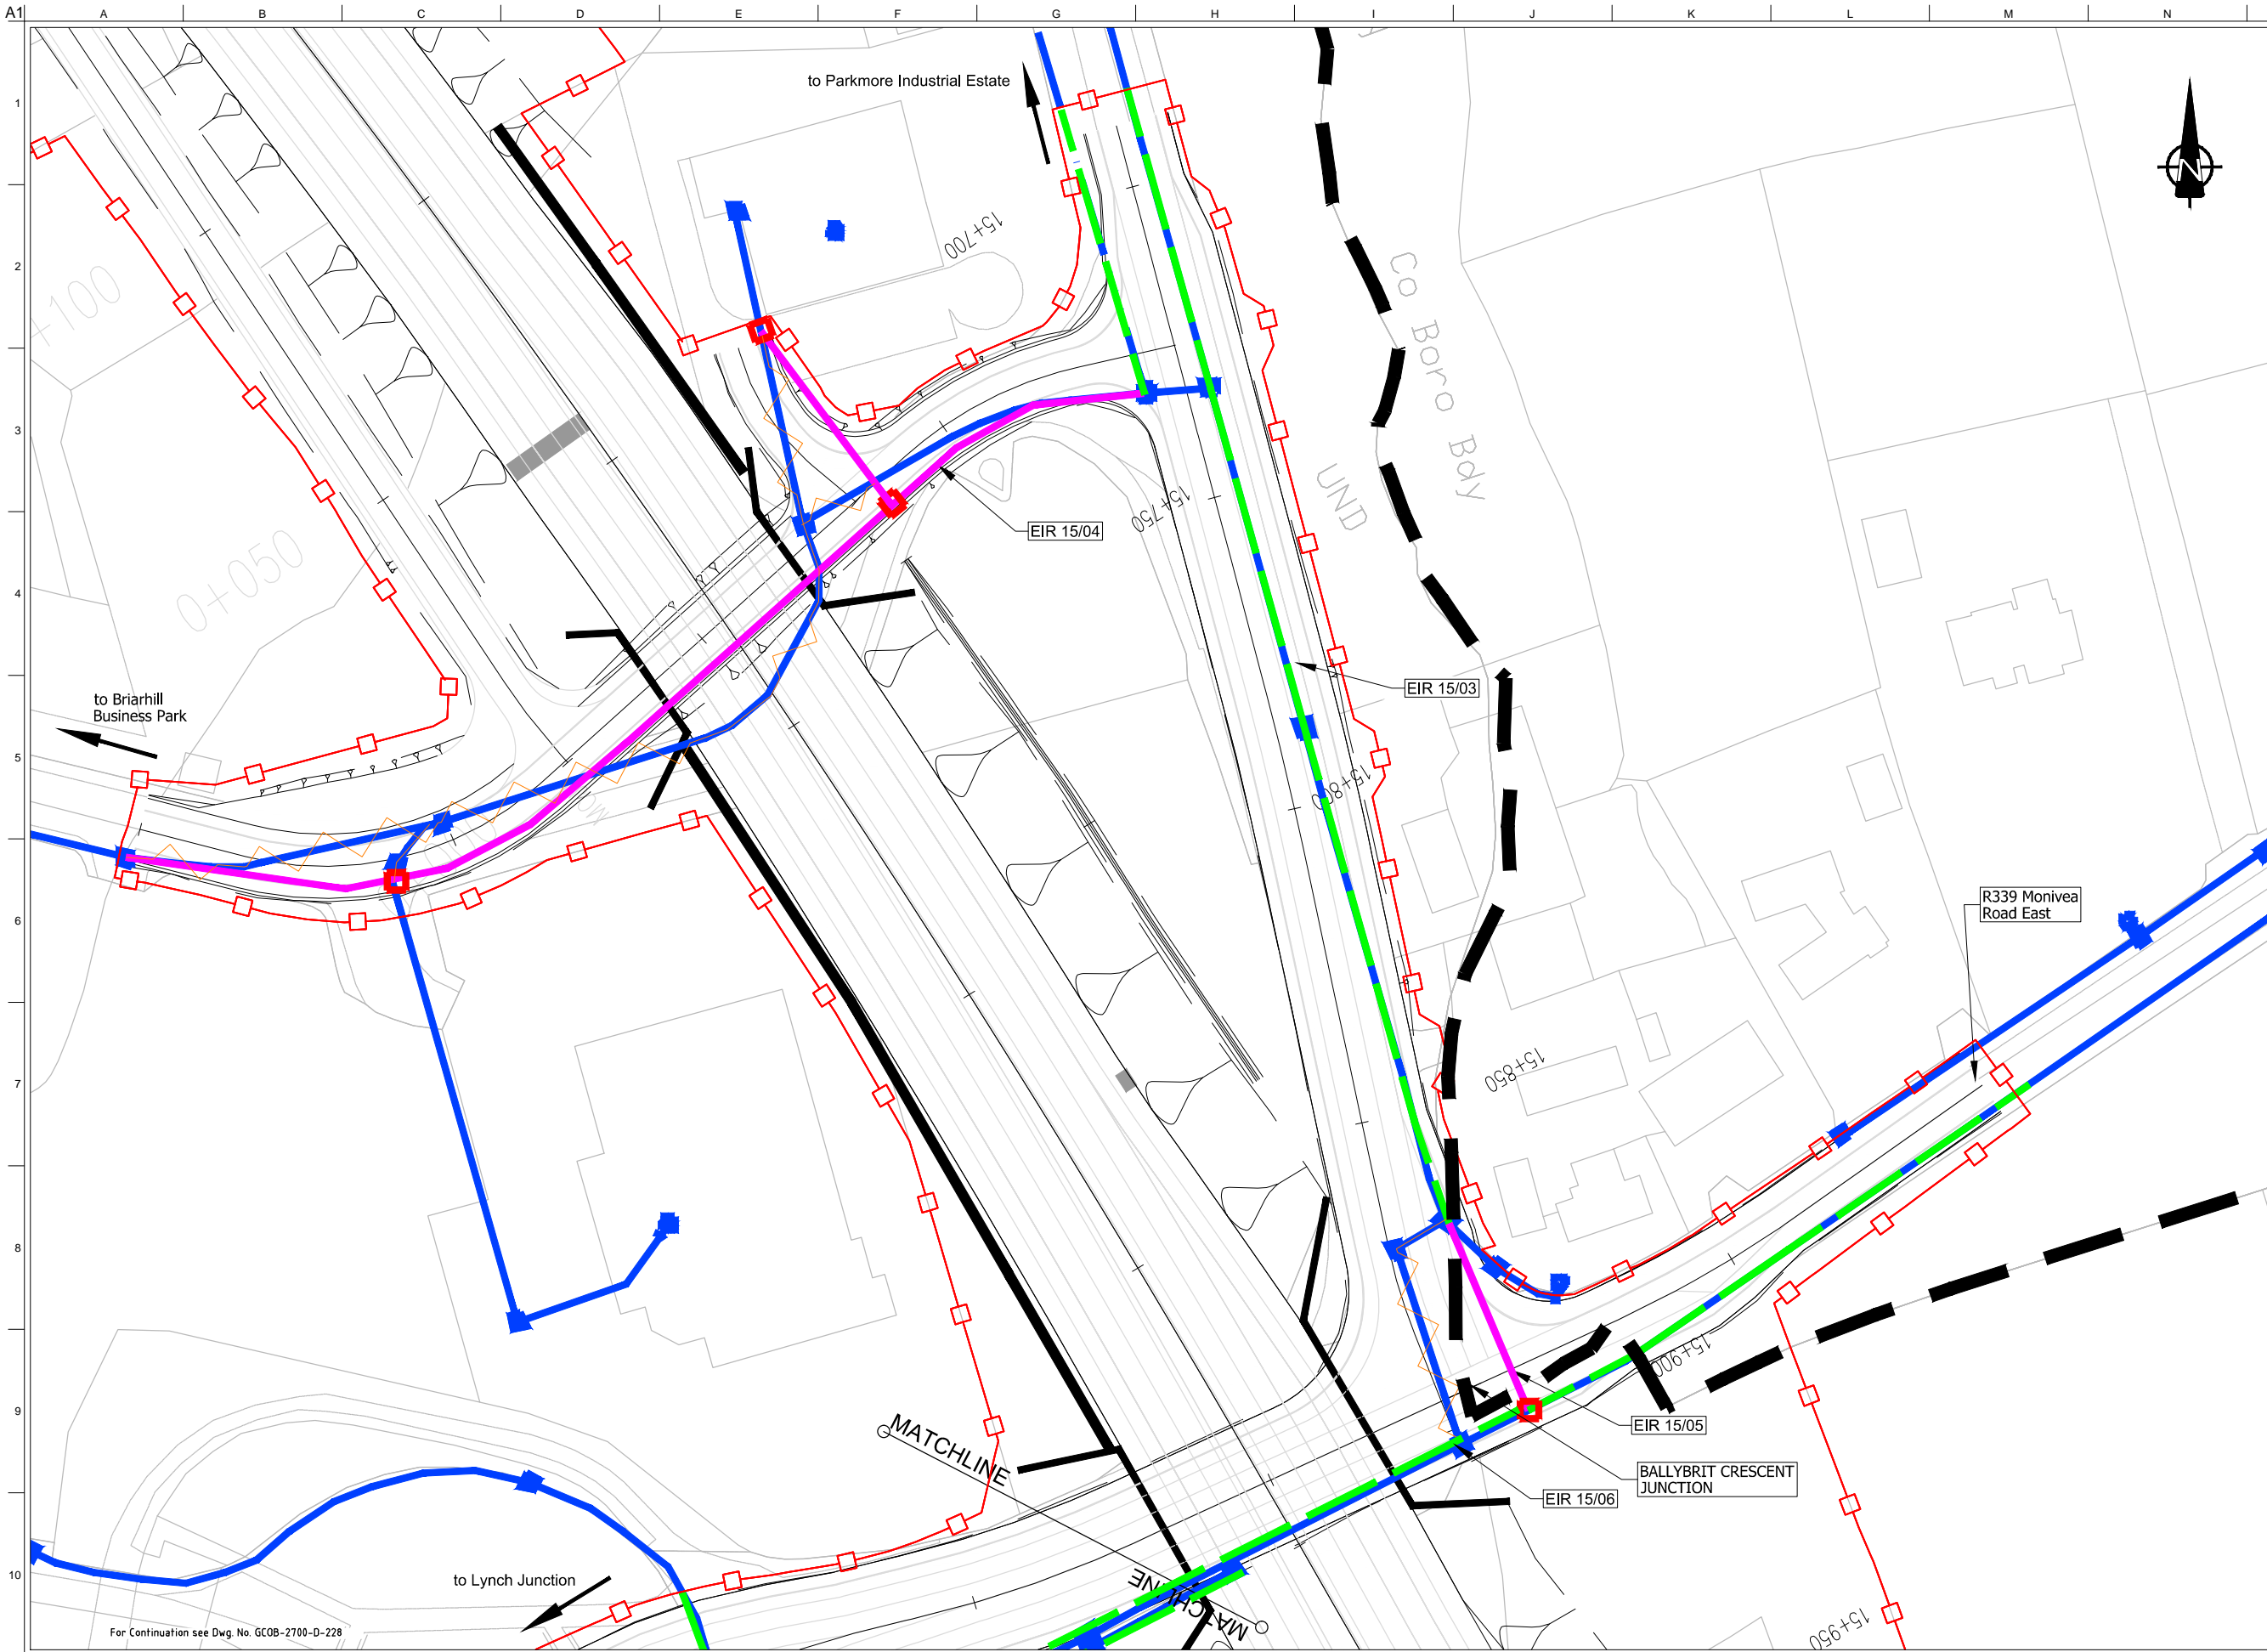 A1
A B C D E F G H I J K L M N
1
2
3
4
5
6
7
8
9
10
to Parkmore Industrial Estate
N
15+700
Co Boro Bdy
+100
UND
15+750
EIR 15/04
0+050
EIR 15/03
to Briarhill
Business Park
15+800
R339 Monivea
Road East
15+850
15+900
EIR 15/05
MATCHLINE
BALLYBRIT CRESCENT
JUNCTION
EIR 15/06
to Lynch Junction
MATCHLINE
15+950
For Continuation see Dwg. No. GCOB-2700-D-228